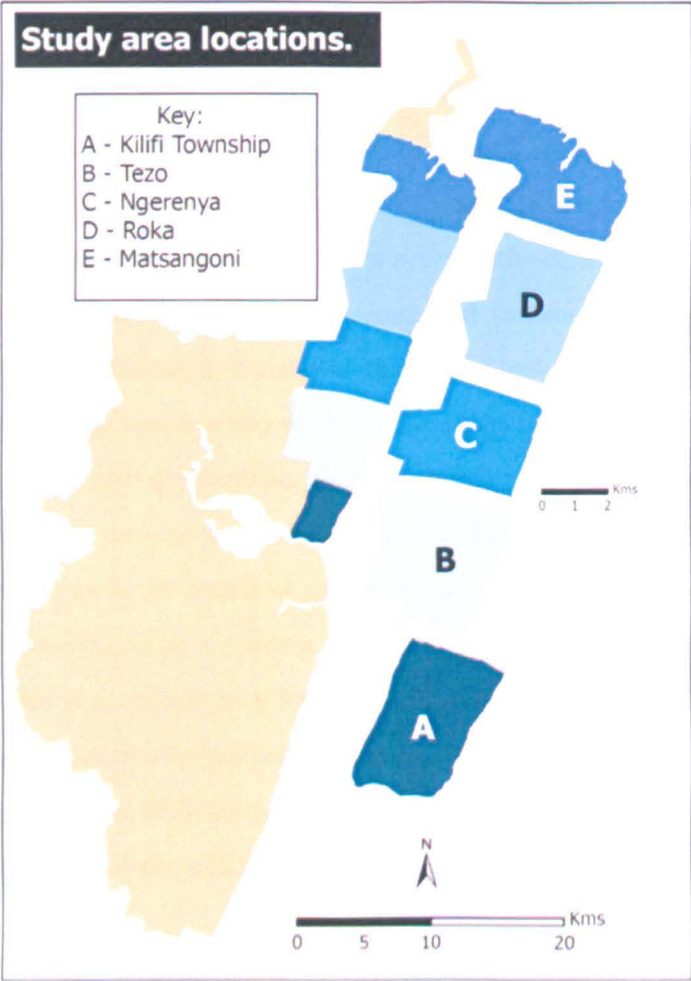 Study area locations.
Key:
A - Kilifi Township
B - Tezo
C - Ngerenya
D - Roka
E - Matsangoni
E
D
C
Kms
0 1 2
B
A
N
Kms
0 5 10 20